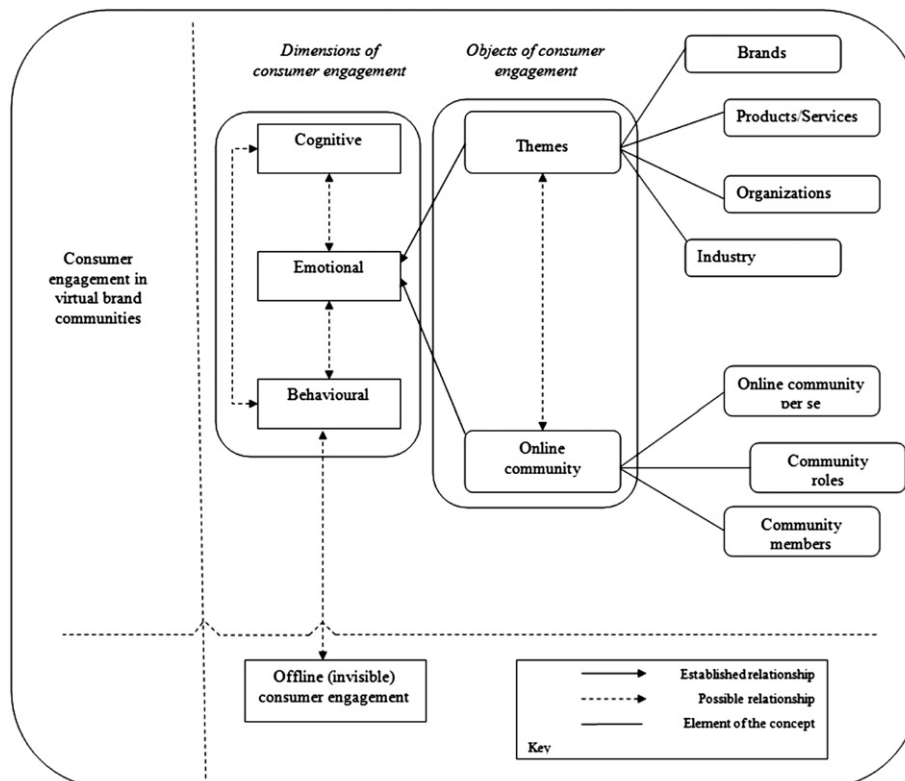 Dimensions of
consumer engagement
Objects of consumer
engagement
Brands
Cognitive
Themes
Products/Services
Organizations
Industry
Consumer
engagement in
virtual brand
communities
Emotional
Behavioural
Online
community
Online community
per se
Community
roles
Community
members
Offline (invisible)
consumer engagement
Established relationship
Possible relationship
Element of the concept
Key